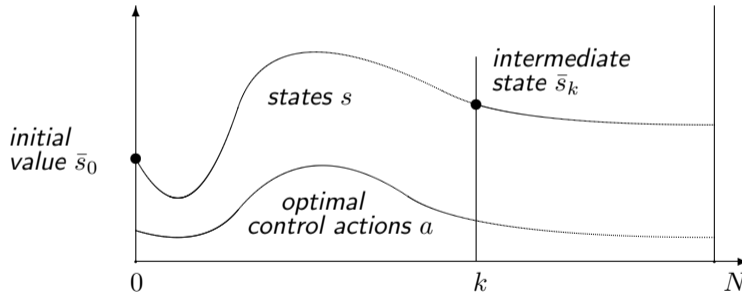 intermediate
state s̄ₖ
states s
initial
value s̄₀
optimal
control actions a
0
k
N